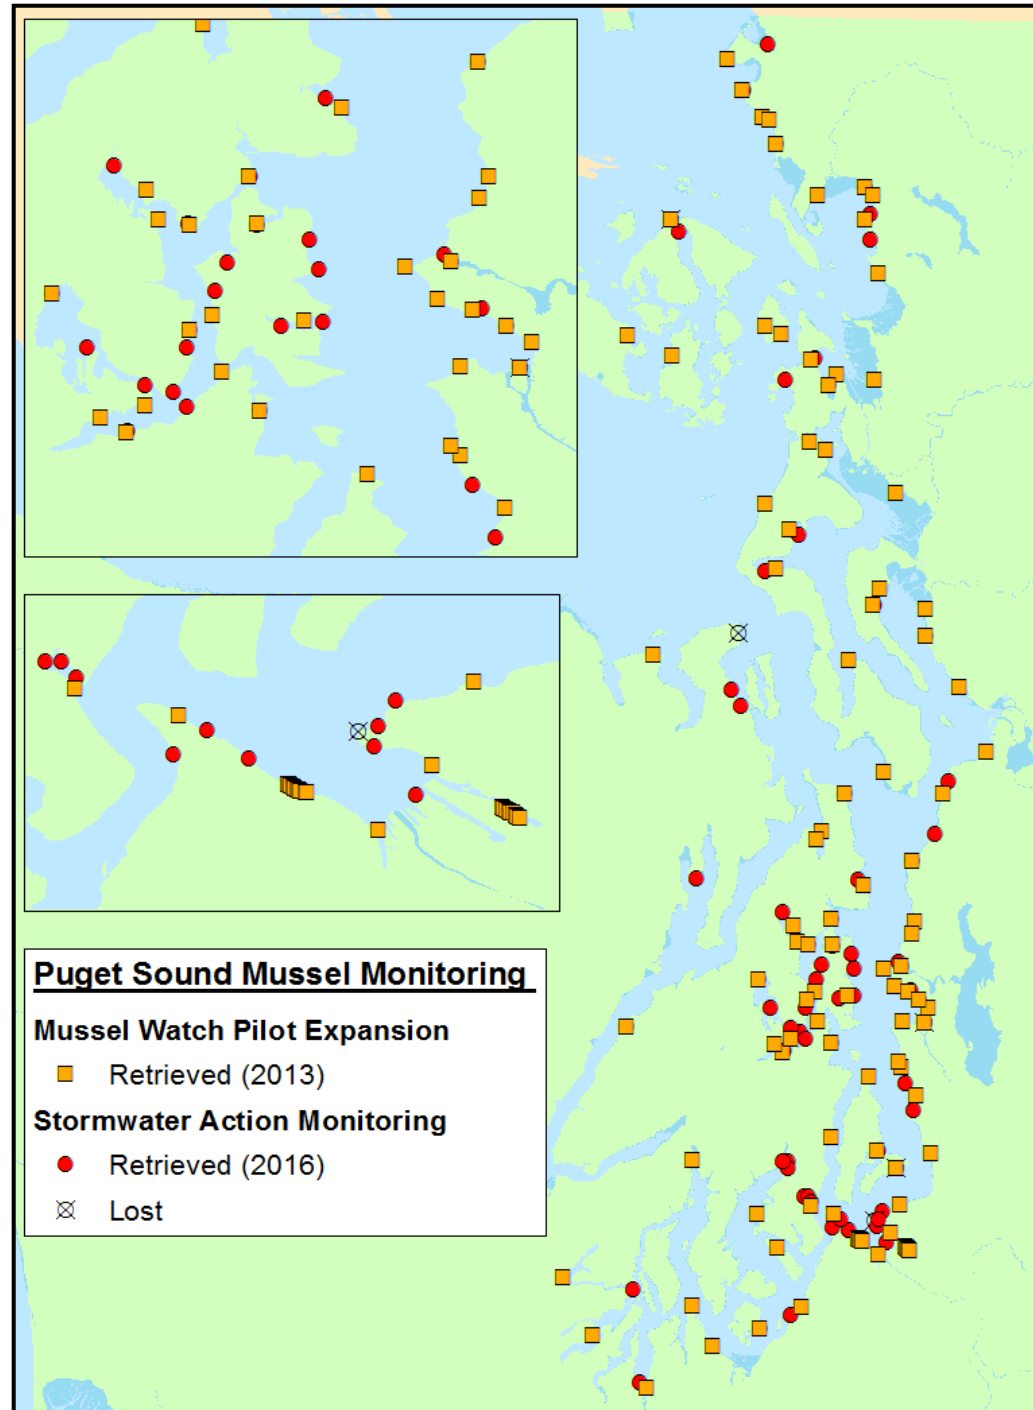 Puget Sound Mussel Monitoring
Mussel Watch Pilot Expansion
Retrieved (2013)
Stormwater Action Monitoring
Retrieved (2016)
Lost